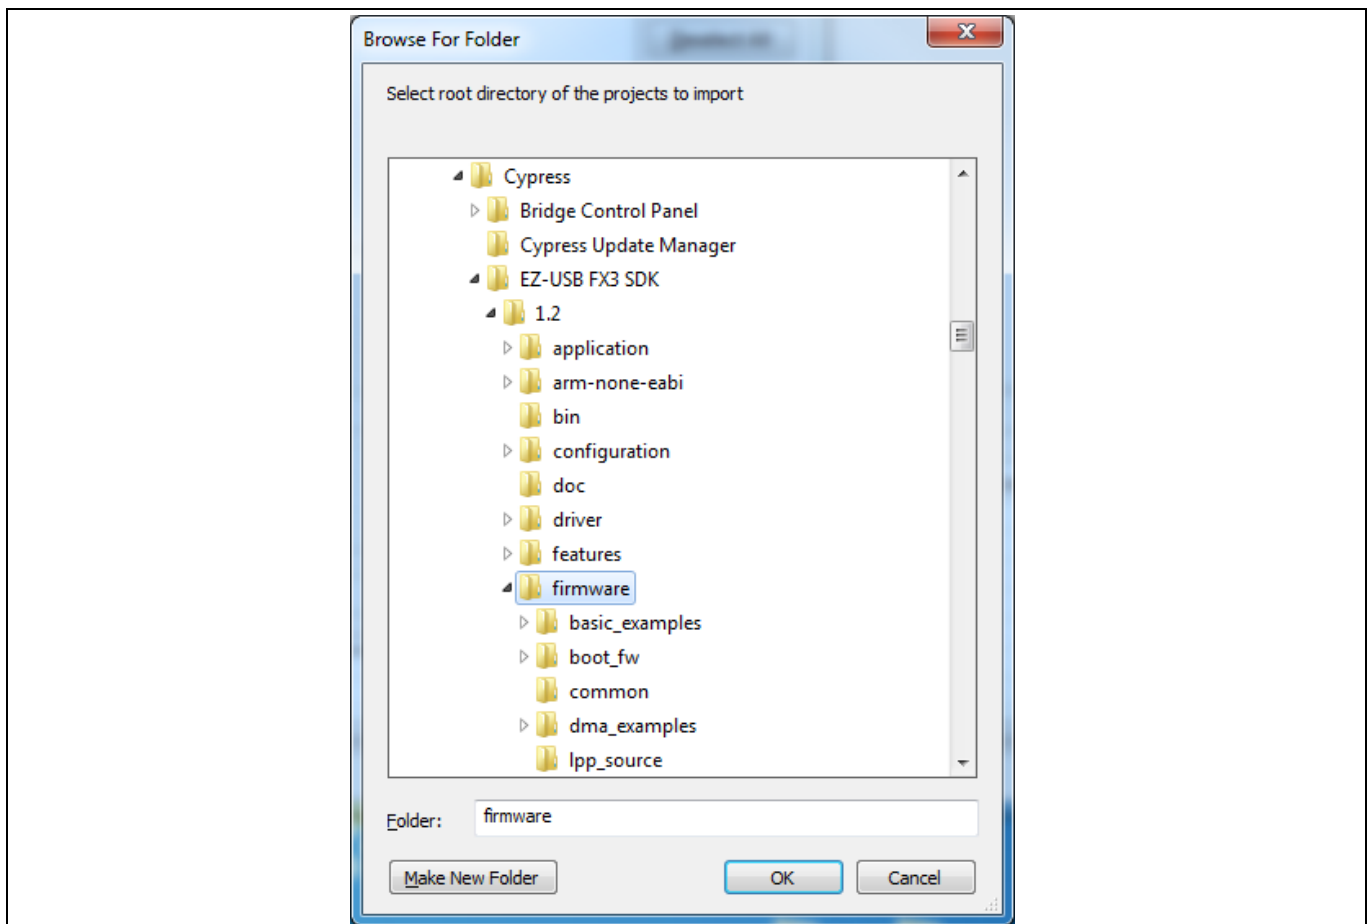 Browse For Folder
Select root directory of the projects to import
Cypress
Bridge Control Panel
Cypress Update Manager
EZ-USB FX3 SDK
1.2
application
arm-none-eabi
bin
configuration
doc
driver
features
firmware
basic_examples
boot_fw
common
dma_examples
lpp_source
Folder: firmware
Make New Folder OK Cancel